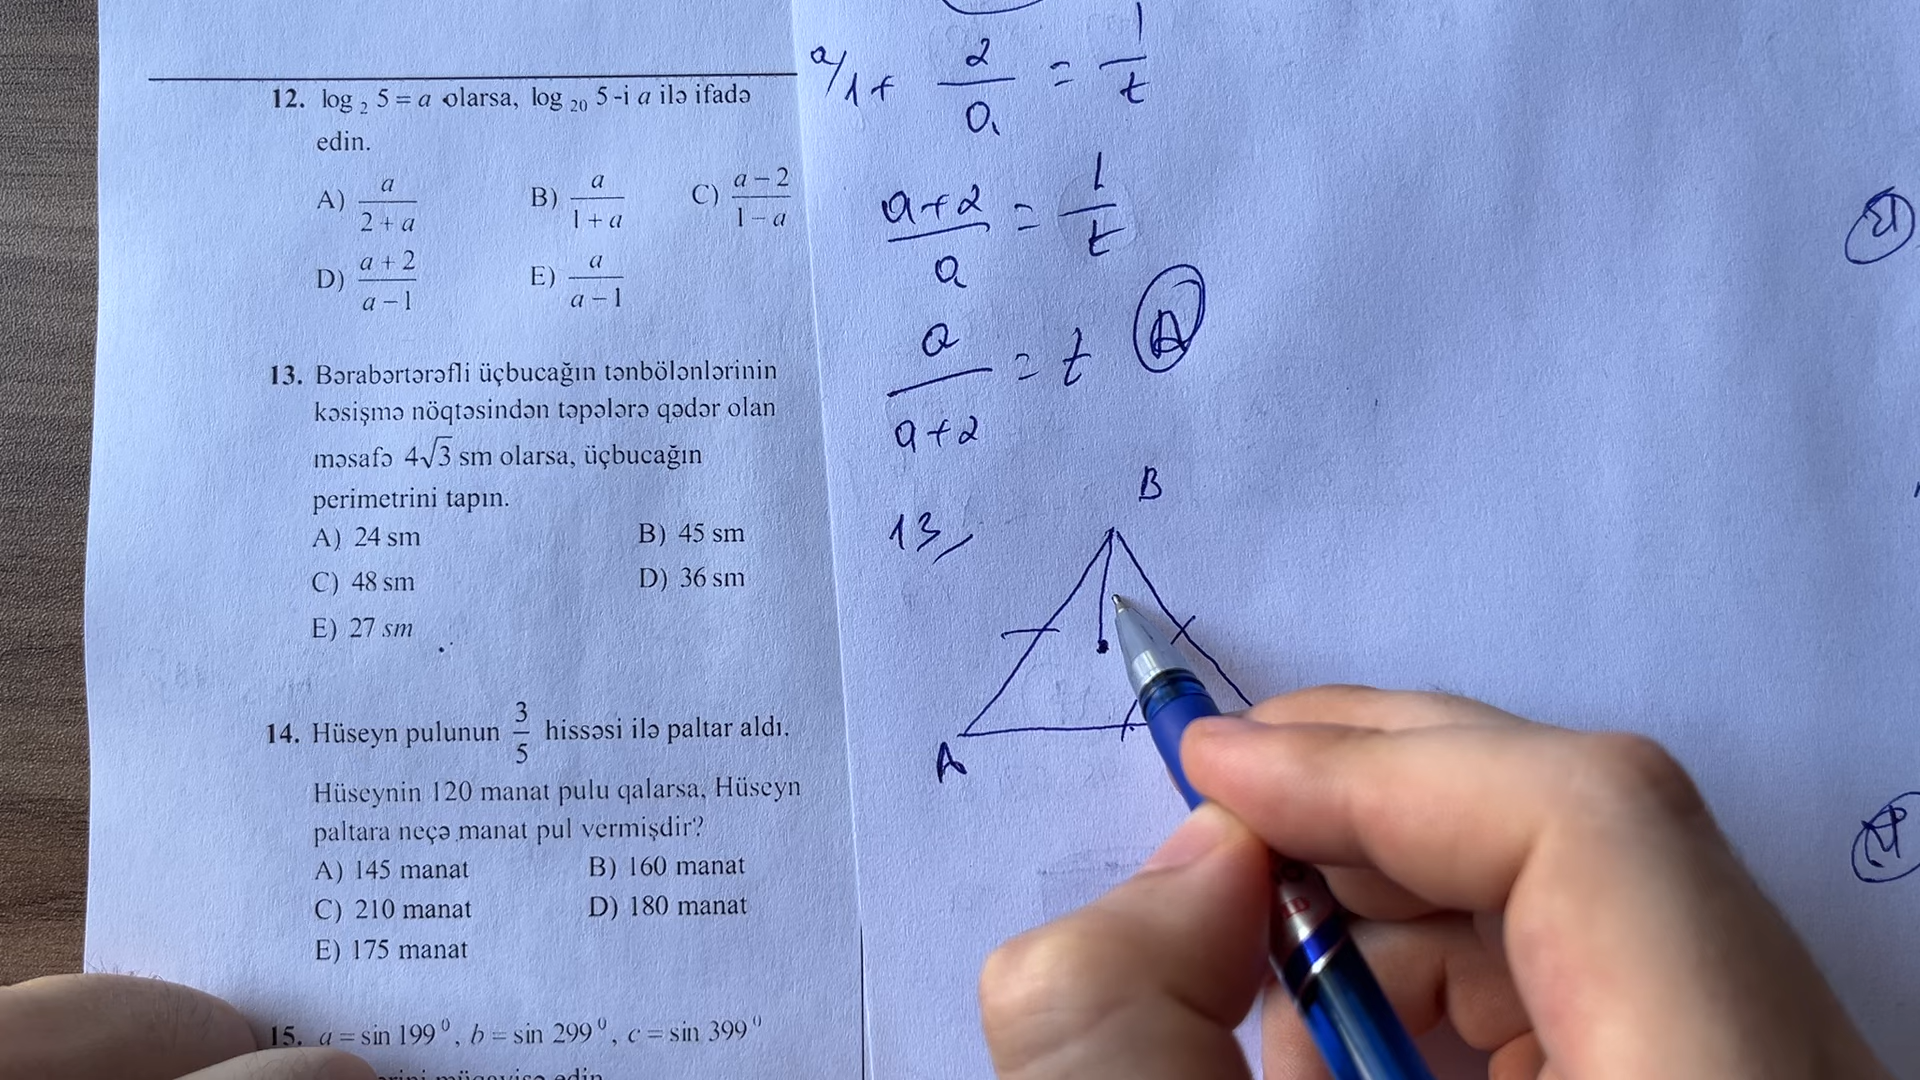 12. log₂ 5 = a olarsa, log₂₀ 5 -i a ilə ifadə
edin.
A) a/(2 + a) B) a/(1 + a) C) (a − 2)/(1 − a)
D) (a + 2)/(a − 1) E) a/(a − 1)
13. Bərabərtərəfli üçbucağın tənbölənlərinin
kəsişmə nöqtəsindən təpələrə qədər olan
məsafə 4√3 sm olarsa, üçbucağın
perimetrini tapın.
A) 24 sm B) 45 sm
C) 48 sm D) 36 sm
E) 27 sm
14. Hüseyn pulunun 3/5 hissəsi ilə paltar aldı.
Hüseynin 120 manat pulu qalarsa, Hüseyn
paltara neçə manat pul vermişdir?
A) 145 manat B) 160 manat
C) 210 manat D) 180 manat
E) 175 manat
15. a = sin 199⁰, b = sin 299⁰, c = sin 399⁰
edin
a/ 1 + 2/a = 1/t
(a+2)/a = 1/t
a/(a+2) = t A
13,
B
A